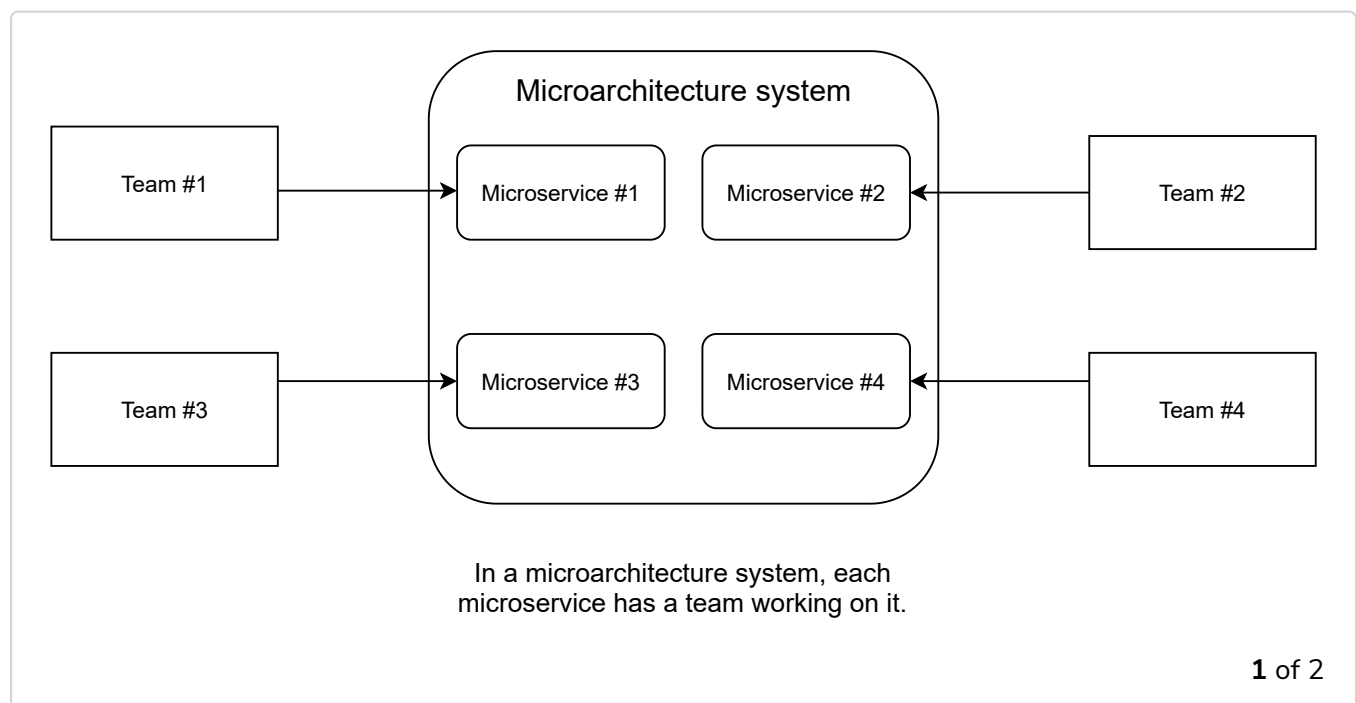 Microarchitecture system
Team #1
Microservice #1
Microservice #2
Team #2
Team #3
Microservice #3
Microservice #4
Team #4
In a microarchitecture system, each
microservice has a team working on it.
1 of 2